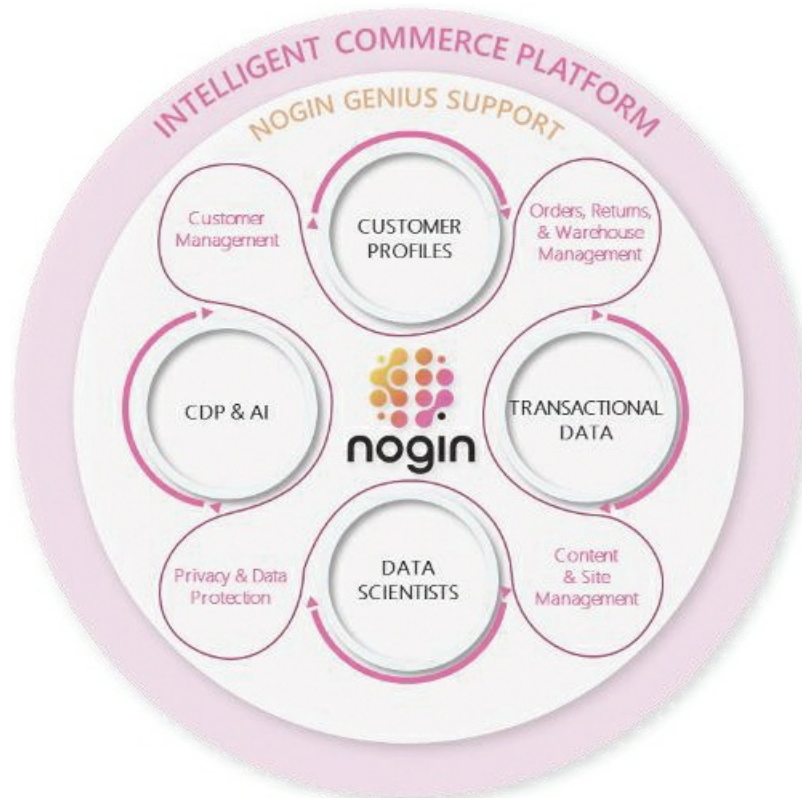 INTELLIGENT COMMERCE PLATFORM
NOGIN GENIUS SUPPORT
Customer
Management
CUSTOMER
PROFILES
Orders, Returns,
& Warehouse
Management
CDP & AI
nogin
TRANSACTIONAL
DATA
Privacy & Data
Protection
DATA
SCIENTISTS
Content
& Site
Management